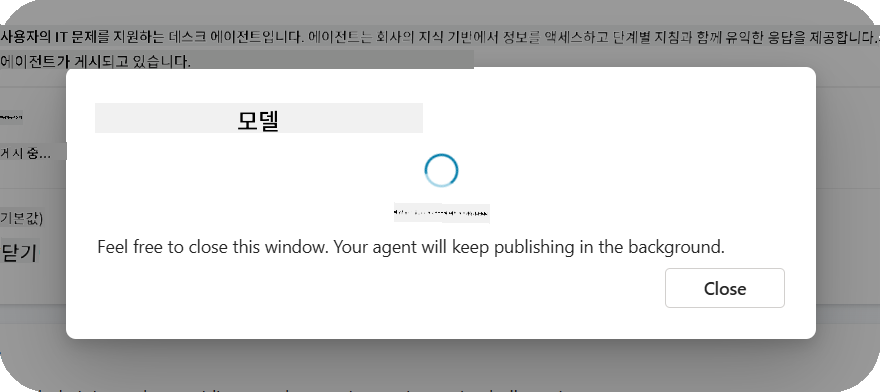 사용자의 IT 문제를 지원하는 데스크 에이전트입니다. 에이전트는 회사의 지식 기반에서 정보를 액세스하고 단계별 지침과 함께 유익한 응답을 제공합니다.
에이전트가 게시되고 있습니다.
모델
게시 중...
기본값)
Feel free to close this window. Your agent will keep publishing in the background.
닫기
Close